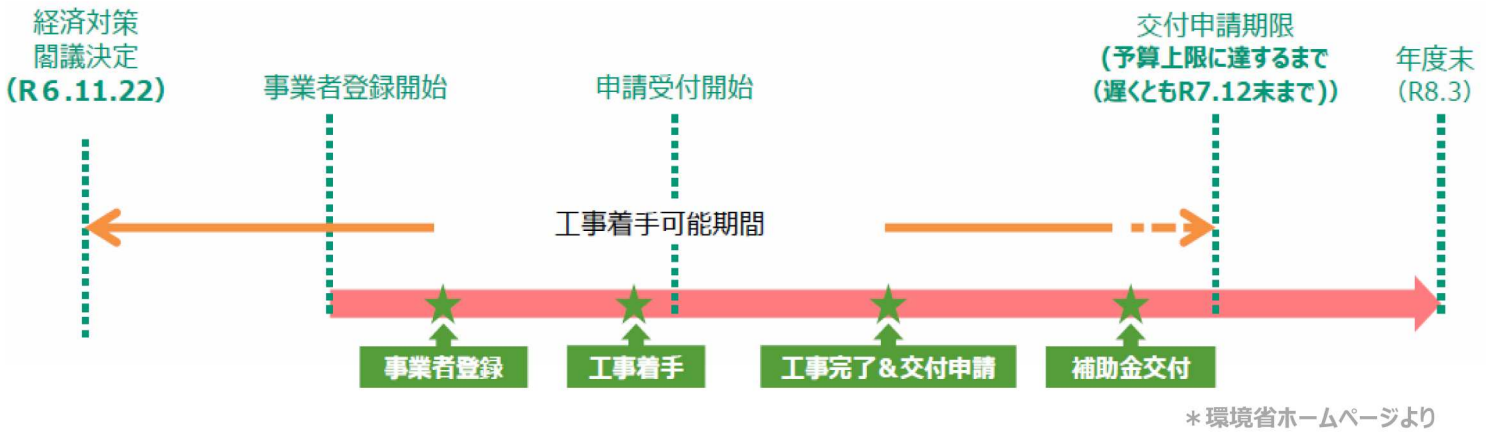 経済対策
閣議決定
（R６.11.22）
事業者登録開始
申請受付開始
交付申請期限
(予算上限に達するまで
（遅くともR7.12末まで））
年度末
（R8.3）
工事着手可能期間
事業者登録
工事着手
工事完了&交付申請
補助金交付
＊環境省ホームページより